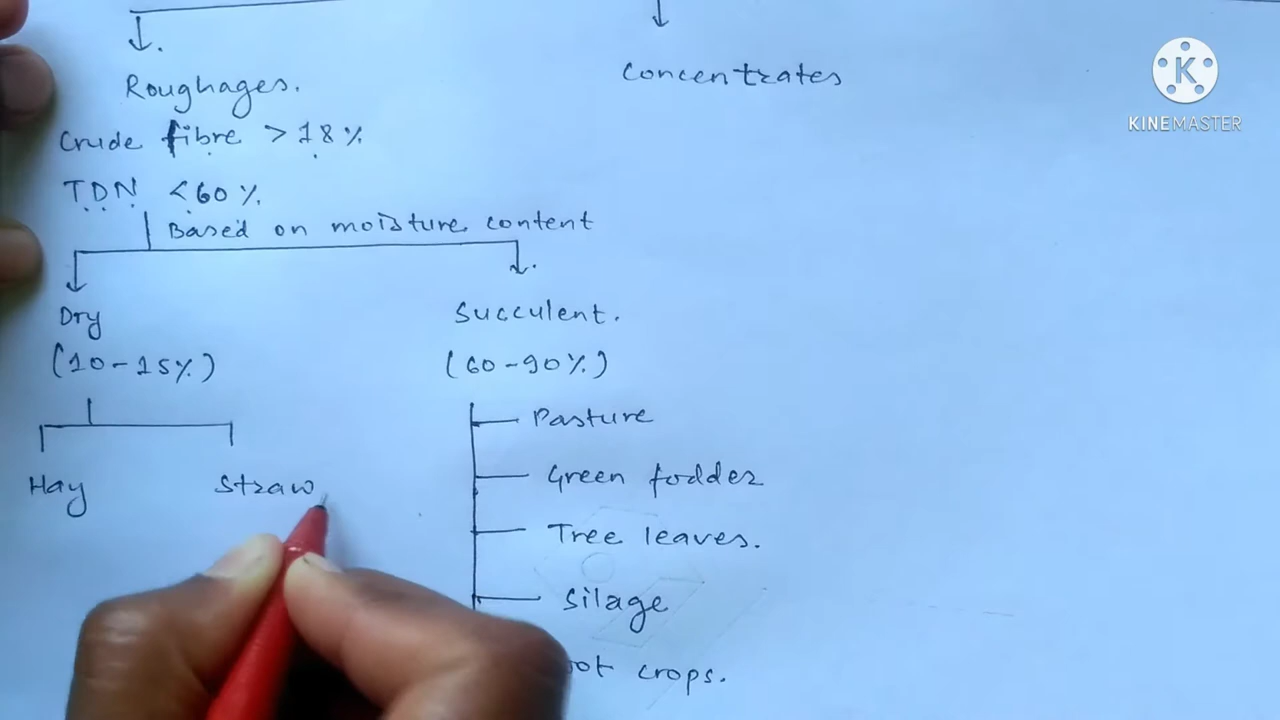 Roughages.
Concentrates
Crude fibre > 18%
TDN < 60%
Based on moisture content
Dry
Succulent.
(10-15%)
(60-90%)
Pasture
Hay
Straw
Green fodder
Tree leaves.
Silage
crops.
K
KINEMASTER